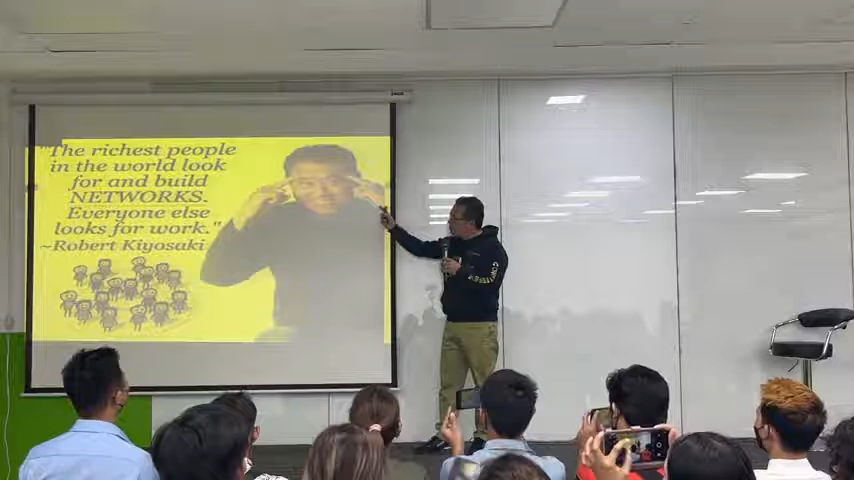 "The richest people
in the world look
for and build
NETWORKS.
Everyone else
looks for work."
~Robert Kiyosaki